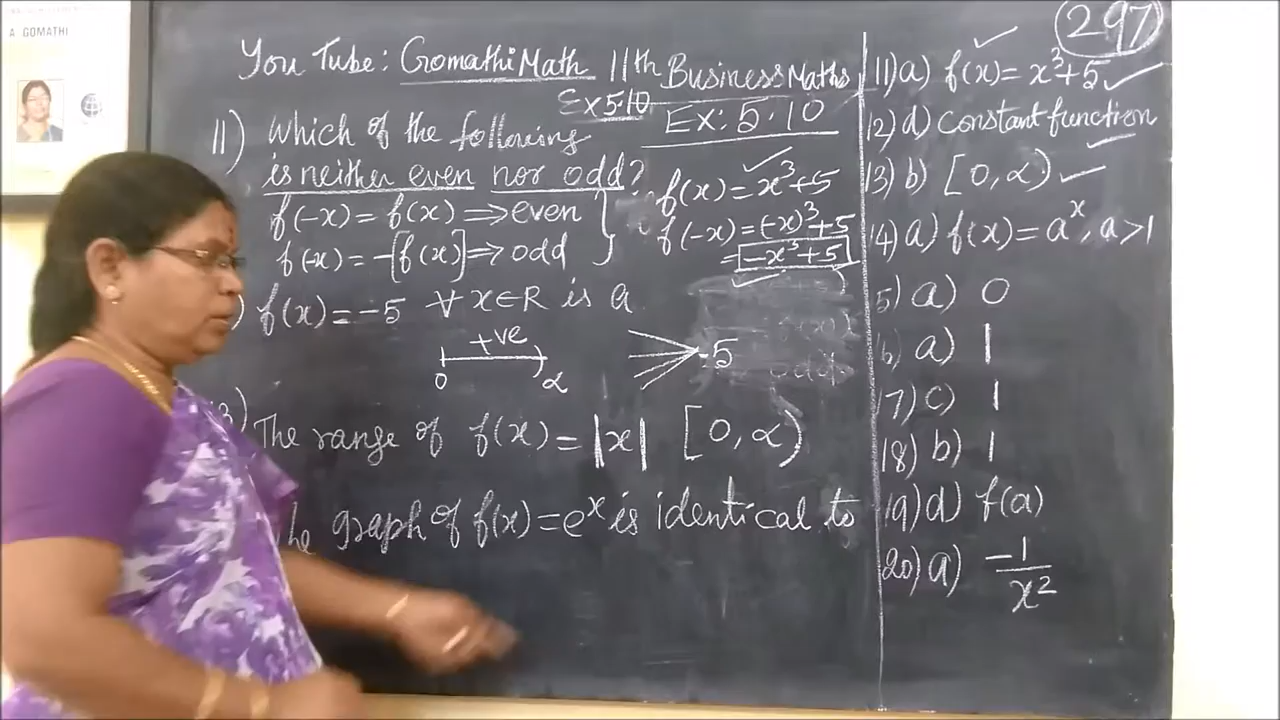 A GOMATHI
You Tube: GomathiMath 11th Business Maths
Ex 5.10
Ex: 5.10
11) Which of the following
is neither even nor odd?
f(-x) = f(x) ⟹ even
f(-x) = -[f(x)] ⟹ odd
f(x) = x³+5
f(-x) = (-x)³+5
= -x³+5
) f(x) = -5 ∀ x∈R is a
+ve
0 α
-5
13) The range of f(x) = |x| [0, α)
The graph of f(x) = eˣ is identical to
297
11) a) f(x) = x³+5
12) d) constant function
13) b) [0, α)
14) a) f(x) = aˣ, a>1
5) a) 0
a) 1
17) c) 1
18) b) 1
19) d) f(a)
20) a) -1/x²